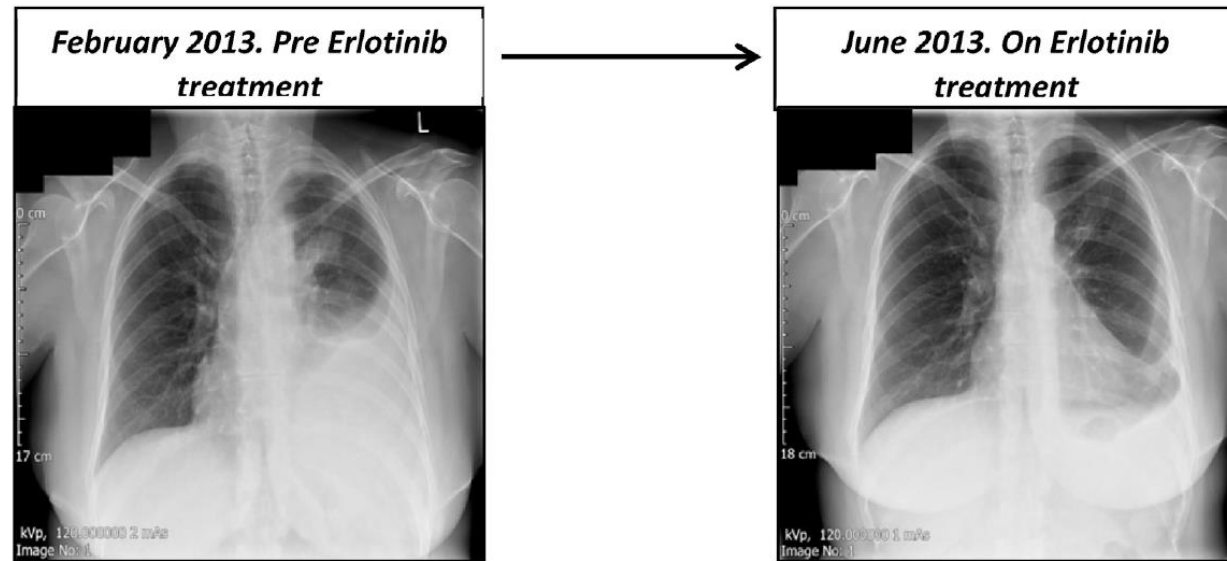 February 2013. Pre Erlotinib
treatment
June 2013. On Erlotinib
treatment
L
0 cm
17 cm
kVp, 120.000000 2 mAs
Image No: 1
0 cm
18 cm
kVp, 120.000000 1 mAs
Image No: 1